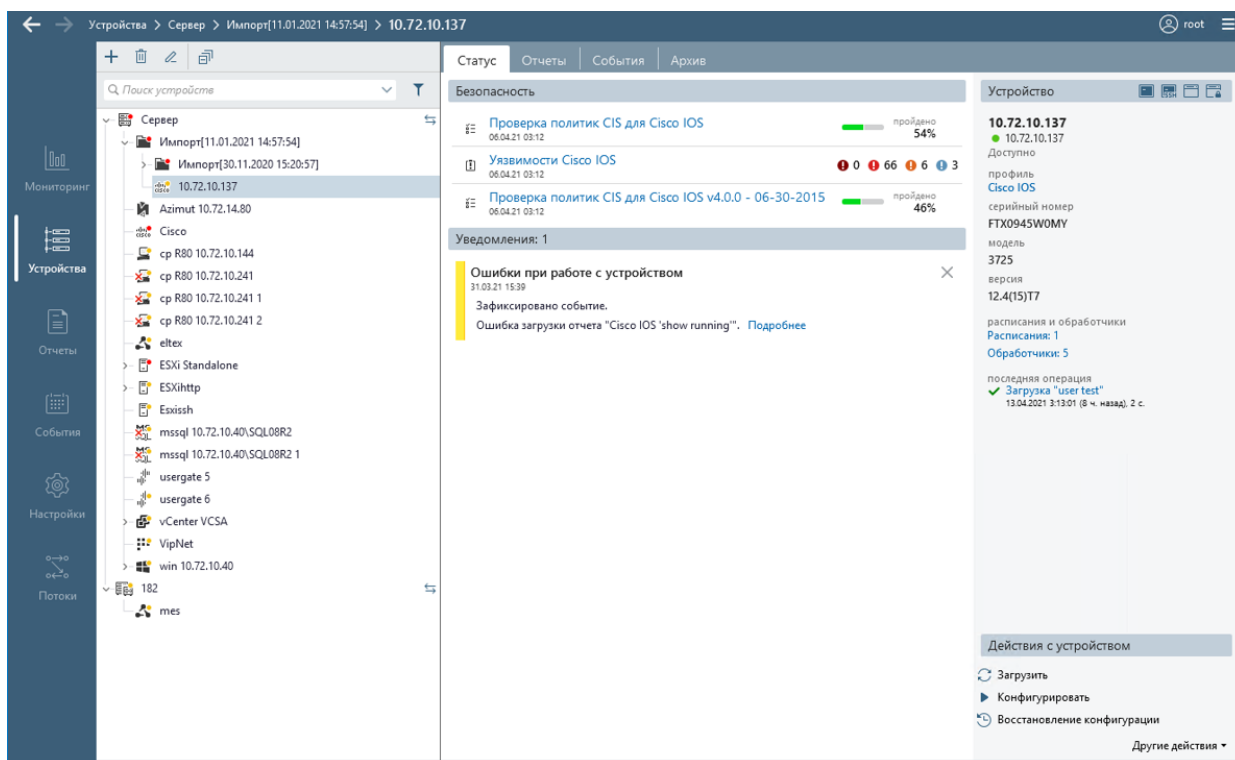 Устройства > Сервер > Импорт[11.01.2021 14:57:54] > 10.72.10.137
root
Мониторинг
Устройства
Отчеты
События
Настройки
Потоки
Поиск устройств
Сервер
Импорт[11.01.2021 14:57:54]
Импорт[30.11.2020 15:20:57]
10.72.10.137
Azimut 10.72.14.80
Cisco
cp R80 10.72.10.144
cp R80 10.72.10.241
cp R80 10.72.10.241 1
cp R80 10.72.10.241 2
eltex
ESXi Standalone
ESXihttp
Esxissh
mssql 10.72.10.40\SQL08R2
mssql 10.72.10.40\SQL08R2 1
usergate 5
usergate 6
vCenter VCSA
VipNet
win 10.72.10.40
182
mes
Статус
Отчеты
События
Архив
Безопасность
Проверка политик CIS для Cisco IOS
06.04.21 03:12
пройдено
54%
Уязвимости Cisco IOS
06.04.21 03:12
0 66 6 3
Проверка политик CIS для Cisco IOS v4.0.0 - 06-30-2015
06.04.21 03:12
пройдено
46%
Уведомления: 1
Ошибки при работе с устройством
31.03.21 15:39
Зафиксировано событие.
Ошибка загрузки отчета "Cisco IOS 'show running'". Подробнее
Устройство
10.72.10.137
10.72.10.137
Доступно
профиль
Cisco IOS
серийный номер
FTX0945W0MY
модель
3725
версия
12.4(15)T7
расписания и обработчики
Расписания: 1
Обработчики: 5
последняя операция
Загрузка "user test"
13.04.2021 3:13:01 (8 ч. назад), 2 с.
Действия с устройством
Загрузить
Конфигурировать
Восстановление конфигурации
Другие действия